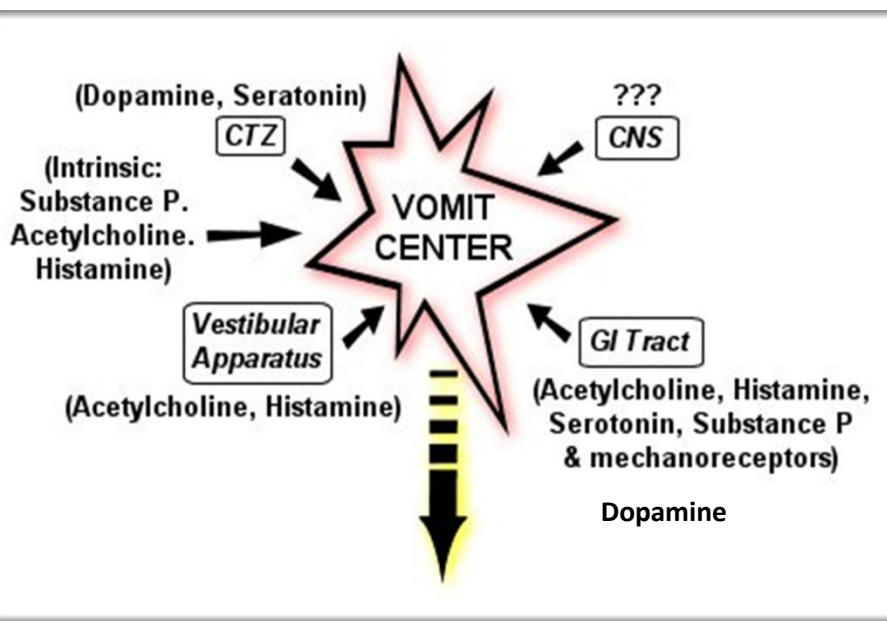 (Dopamine, Seratonin)
CTZ
???
CNS
(Intrinsic:
Substance P.
Acetylcholine.
Histamine)
VOMIT
CENTER
Vestibular
Apparatus
(Acetylcholine, Histamine)
GI Tract
(Acetylcholine, Histamine,
Serotonin, Substance P
& mechanoreceptors)
Dopamine